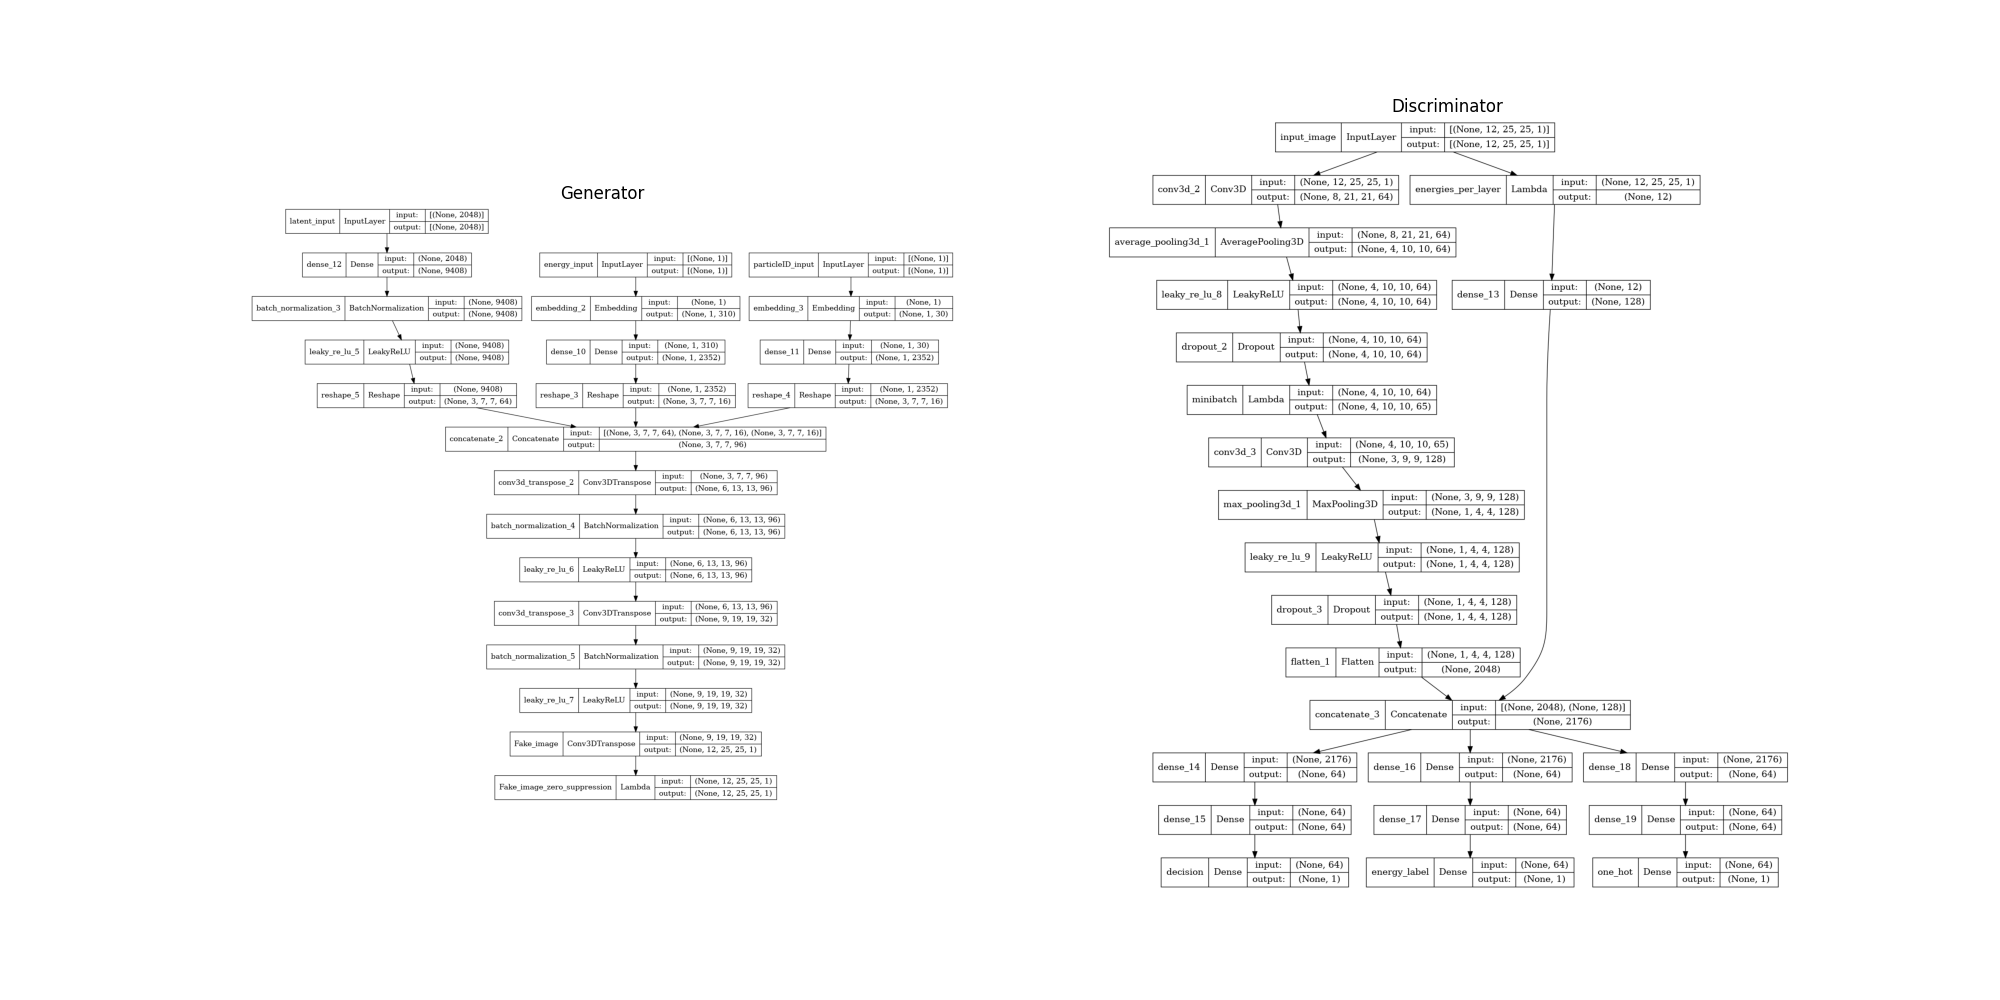 Generator
latent_input InputLayer input: [(None, 2048)]
output: [(None, 2048)]
dense_12 Dense input: (None, 2048)
output: (None, 9408)
energy_input InputLayer input: [(None, 1)]
output: [(None, 1)]
particleID_input InputLayer input: [(None, 1)]
output: [(None, 1)]
batch_normalization_3 BatchNormalization input: (None, 9408)
output: (None, 9408)
embedding_2 Embedding input: (None, 1)
output: (None, 1, 310)
embedding_3 Embedding input: (None, 1)
output: (None, 1, 30)
leaky_re_lu_5 LeakyReLU input: (None, 9408)
output: (None, 9408)
dense_10 Dense input: (None, 1, 310)
output: (None, 1, 2352)
dense_11 Dense input: (None, 1, 30)
output: (None, 1, 2352)
reshape_5 Reshape input: (None, 9408)
output: (None, 3, 7, 7, 64)
reshape_3 Reshape input: (None, 1, 2352)
output: (None, 3, 7, 7, 16)
reshape_4 Reshape input: (None, 1, 2352)
output: (None, 3, 7, 7, 16)
concatenate_2 Concatenate input: [(None, 3, 7, 7, 64), (None, 3, 7, 7, 16), (None, 3, 7, 7, 16)]
output: (None, 3, 7, 7, 96)
conv3d_transpose_2 Conv3DTranspose input: (None, 3, 7, 7, 96)
output: (None, 6, 13, 13, 96)
batch_normalization_4 BatchNormalization input: (None, 6, 13, 13, 96)
output: (None, 6, 13, 13, 96)
leaky_re_lu_6 LeakyReLU input: (None, 6, 13, 13, 96)
output: (None, 6, 13, 13, 96)
conv3d_transpose_3 Conv3DTranspose input: (None, 6, 13, 13, 96)
output: (None, 9, 19, 19, 32)
batch_normalization_5 BatchNormalization input: (None, 9, 19, 19, 32)
output: (None, 9, 19, 19, 32)
leaky_re_lu_7 LeakyReLU input: (None, 9, 19, 19, 32)
output: (None, 9, 19, 19, 32)
Fake_image Conv3DTranspose input: (None, 9, 19, 19, 32)
output: (None, 12, 25, 25, 1)
Fake_image_zero_suppression Lambda input: (None, 12, 25, 25, 1)
output: (None, 12, 25, 25, 1)
Discriminator
input_image InputLayer input: [(None, 12, 25, 25, 1)]
output: [(None, 12, 25, 25, 1)]
conv3d_2 Conv3D input: (None, 12, 25, 25, 1)
output: (None, 8, 21, 21, 64)
energies_per_layer Lambda input: (None, 12, 25, 25, 1)
output: (None, 12)
average_pooling3d_1 AveragePooling3D input: (None, 8, 21, 21, 64)
output: (None, 4, 10, 10, 64)
leaky_re_lu_8 LeakyReLU input: (None, 4, 10, 10, 64)
output: (None, 4, 10, 10, 64)
dense_13 Dense input: (None, 12)
output: (None, 128)
dropout_2 Dropout input: (None, 4, 10, 10, 64)
output: (None, 4, 10, 10, 64)
minibatch Lambda input: (None, 4, 10, 10, 64)
output: (None, 4, 10, 10, 65)
conv3d_3 Conv3D input: (None, 4, 10, 10, 65)
output: (None, 3, 9, 9, 128)
max_pooling3d_1 MaxPooling3D input: (None, 3, 9, 9, 128)
output: (None, 1, 4, 4, 128)
leaky_re_lu_9 LeakyReLU input: (None, 1, 4, 4, 128)
output: (None, 1, 4, 4, 128)
dropout_3 Dropout input: (None, 1, 4, 4, 128)
output: (None, 1, 4, 4, 128)
flatten_1 Flatten input: (None, 1, 4, 4, 128)
output: (None, 2048)
concatenate_3 Concatenate input: [(None, 2048), (None, 128)]
output: (None, 2176)
dense_14 Dense input: (None, 2176)
output: (None, 64)
dense_16 Dense input: (None, 2176)
output: (None, 64)
dense_18 Dense input: (None, 2176)
output: (None, 64)
dense_15 Dense input: (None, 64)
output: (None, 64)
dense_17 Dense input: (None, 64)
output: (None, 64)
dense_19 Dense input: (None, 64)
output: (None, 64)
decision Dense input: (None, 64)
output: (None, 1)
energy_label Dense input: (None, 64)
output: (None, 1)
one_hot Dense input: (None, 64)
output: (None, 1)